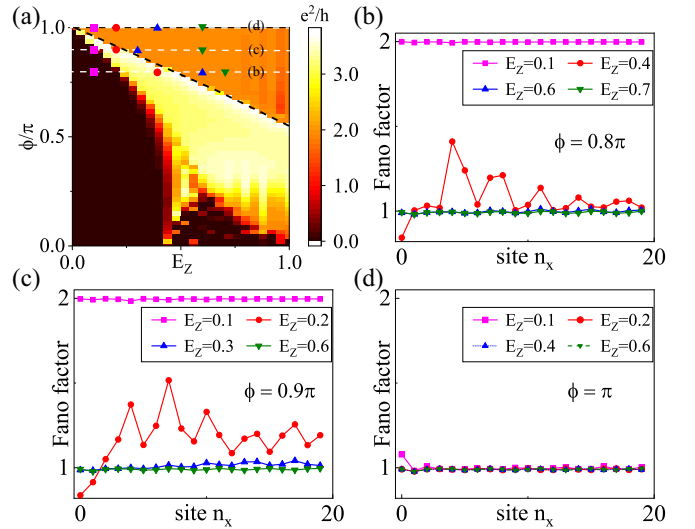 (a)
e²/h
(d)
(c)
(b)
1.0
0.5
0.0
ϕ/π
0.0
E_Z
1.0
3.0
2.0
1.0
0.0
(b)
2
1
Fano factor
E_Z=0.1 E_Z=0.4
E_Z=0.6 E_Z=0.7
ϕ = 0.8π
0 site n_x 20
(c)
2
1
Fano factor
E_Z=0.1 E_Z=0.2
E_Z=0.3 E_Z=0.6
ϕ = 0.9π
0 site n_x 20
(d)
2
1
Fano factor
E_Z=0.1 E_Z=0.2
E_Z=0.4 E_Z=0.6
ϕ = π
0 site n_x 20